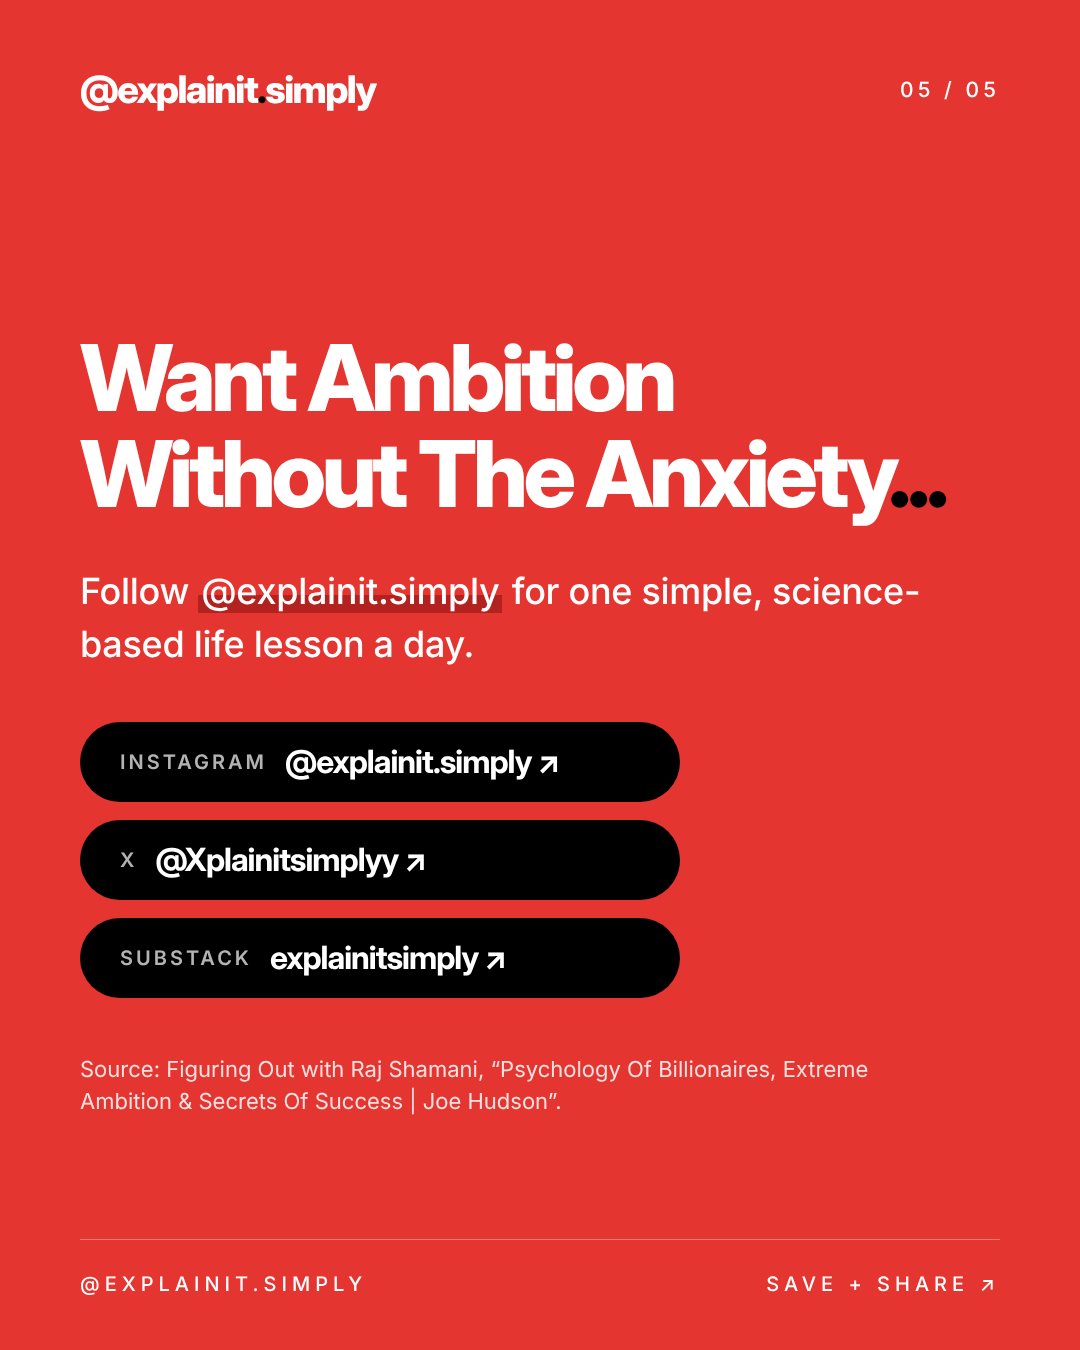 @explainit.simply
05 / 05
Want Ambition
Without The Anxiety...
Follow @explainit.simply for one simple, science-
based life lesson a day.
INSTAGRAM @explainit.simply ↗
X @Xplainitsimplyy ↗
SUBSTACK explainitsimply ↗
Source: Figuring Out with Raj Shamani, “Psychology Of Billionaires, Extreme
Ambition & Secrets Of Success | Joe Hudson”.
@EXPLAINIT.SIMPLY
SAVE + SHARE ↗